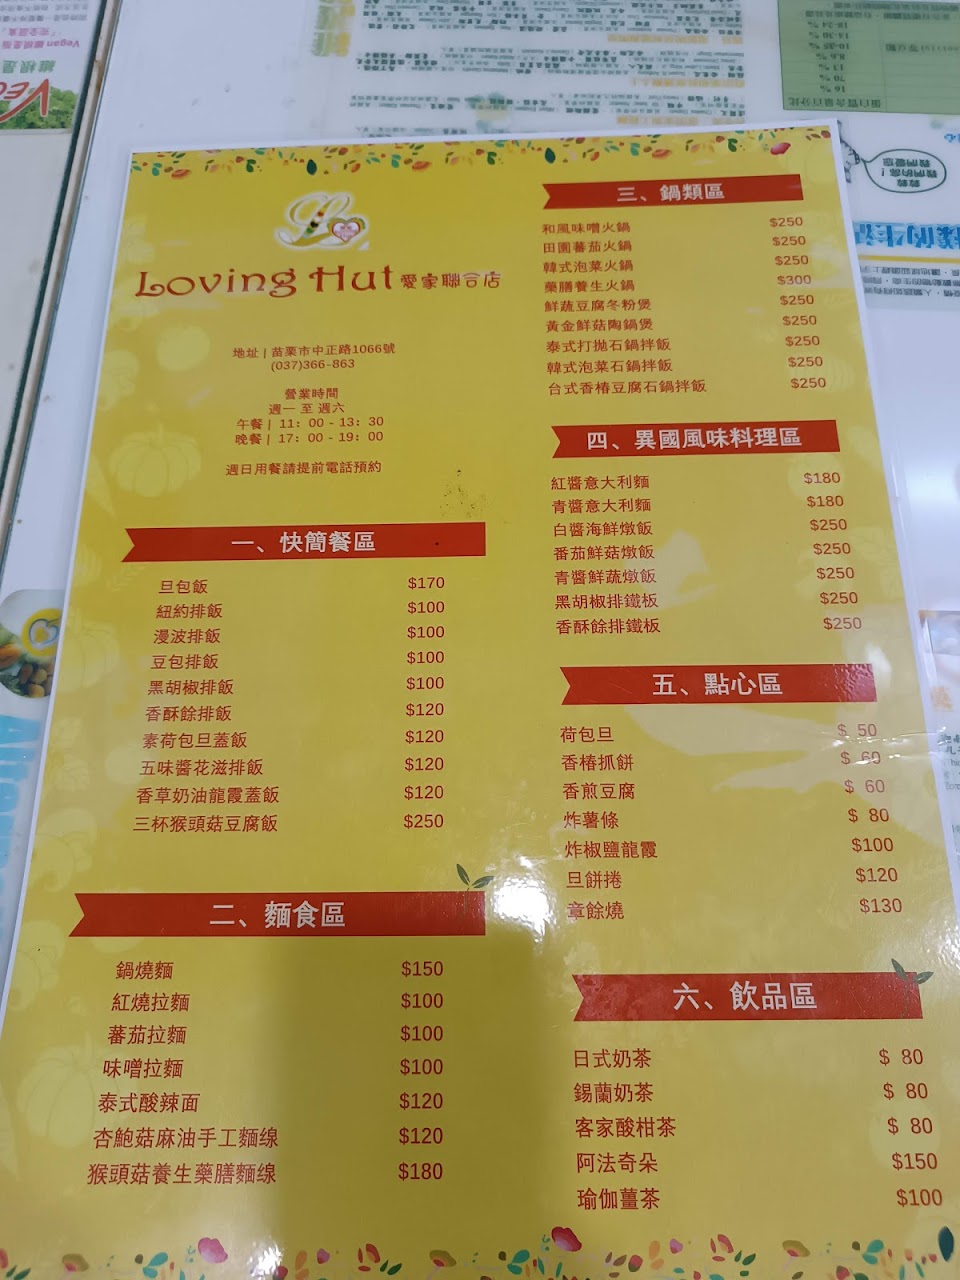 Loving Hut 愛家聯合店
地址 | 苗栗市中正路1066號
(037)366-863
營業時間
週一 至 週六
午餐 | 11：00 - 13：30
晚餐 | 17：00 - 19：00
週日用餐請提前電話預約
一、快簡餐區
旦包飯 $170
紐約排飯 $100
漫波排飯 $100
豆包排飯 $100
黑胡椒排飯 $100
香酥餘排飯 $120
素荷包旦蓋飯 $120
五味醬花滋排飯 $120
香草奶油龍霞蓋飯 $120
三杯猴頭菇豆腐飯 $250
二、麵食區
鍋燒麵 $150
紅燒拉麵 $100
蕃茄拉麵 $100
味噌拉麵 $100
泰式酸辣面 $120
杏鮑菇麻油手工麵线 $120
猴頭菇養生藥膳麵线 $180
三、鍋類區
和風味噌火鍋 $250
田園蕃茄火鍋 $250
韓式泡菜火鍋 $250
藥膳養生火鍋 $300
鮮蔬豆腐冬粉煲 $250
黃金鮮菇陶鍋煲 $250
泰式打拋石鍋拌飯 $250
韓式泡菜石鍋拌飯 $250
台式香椿豆腐石鍋拌飯 $250
四、異國風味料理區
紅醬意大利麵 $180
青醬意大利麵 $180
白醬海鮮燉飯 $250
番茄鮮菇燉飯 $250
青醬鮮蔬燉飯 $250
黑胡椒排鐵板 $250
香酥餘排鐵板 $250
五、點心區
荷包旦 $ 50
香椿抓餅 $ 60
香煎豆腐 $ 60
炸薯條 $ 80
炸椒鹽龍霞 $100
旦餅捲 $120
章餘燒 $130
六、飲品區
日式奶茶 $ 80
錫蘭奶茶 $ 80
客家酸柑茶 $ 80
阿法奇朵 $150
瑜伽薑茶 $100